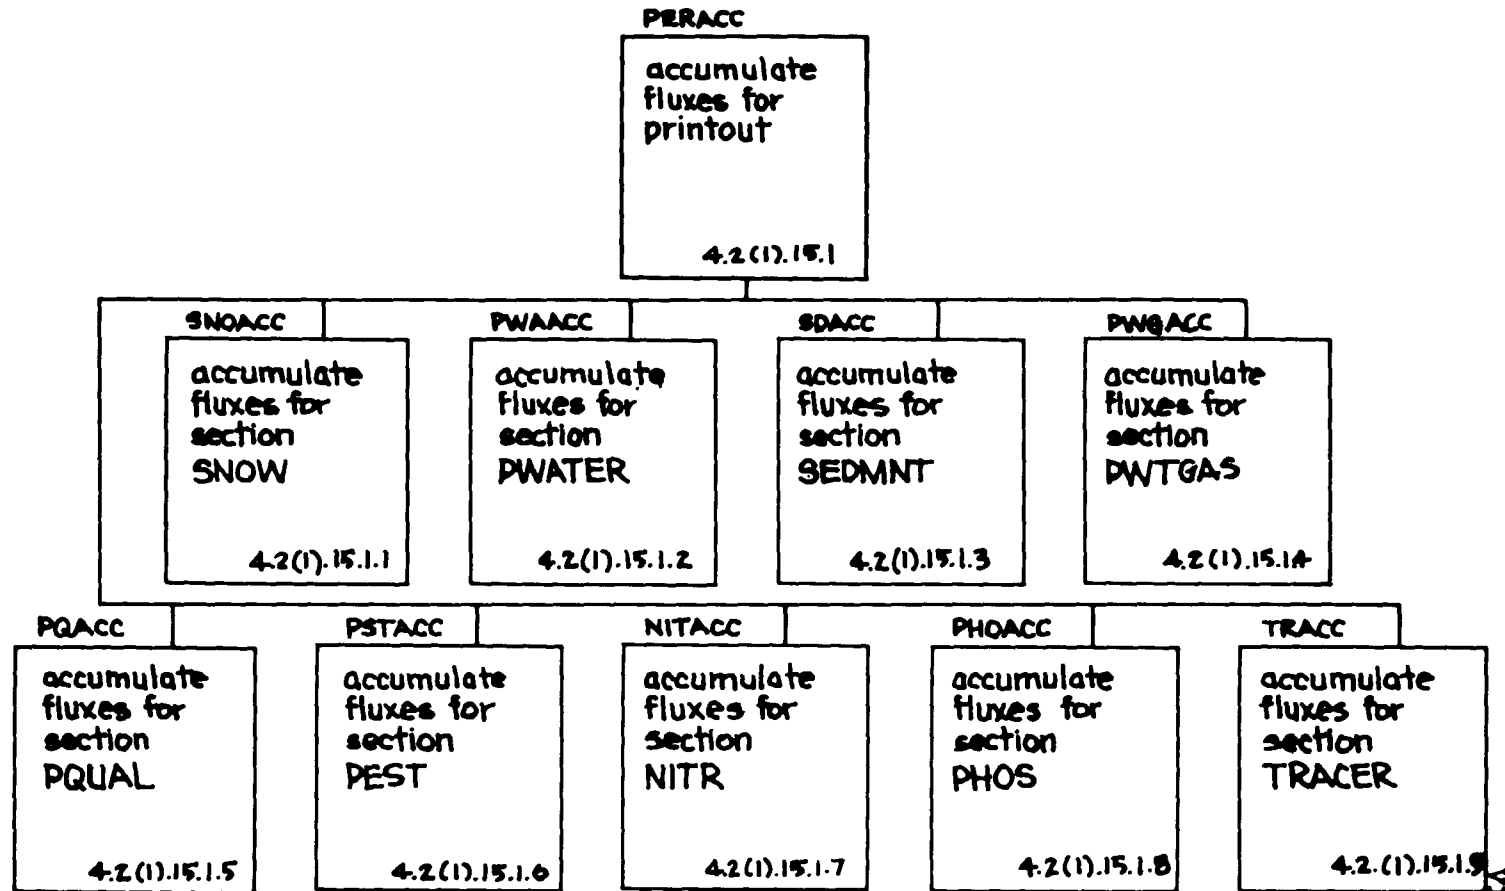 PERACC
accumulate
fluxes for
printout
4.2(1).15.1
SNOACC
accumulate
fluxes for
section
SNOW
4.2(1).15.1.1
PWAACC
accumulate
fluxes for
section
PWATER
4.2(1).15.1.2
SDACC
accumulate
fluxes for
section
SEDMNT
4.2(1).15.1.3
PWGACC
accumulate
fluxes for
section
PWTGAS
4.2(1).15.1.4
PQACC
accumulate
fluxes for
section
PQUAL
4.2(1).15.1.5
PSTACC
accumulate
fluxes for
section
PEST
4.2(1).15.1.6
NITACC
accumulate
fluxes for
section
NITR
4.2(1).15.1.7
PHOACC
accumulate
fluxes for
section
PHOS
4.2(1).15.1.8
TRACC
accumulate
fluxes for
section
TRACER
4.2.(1).15.1.9